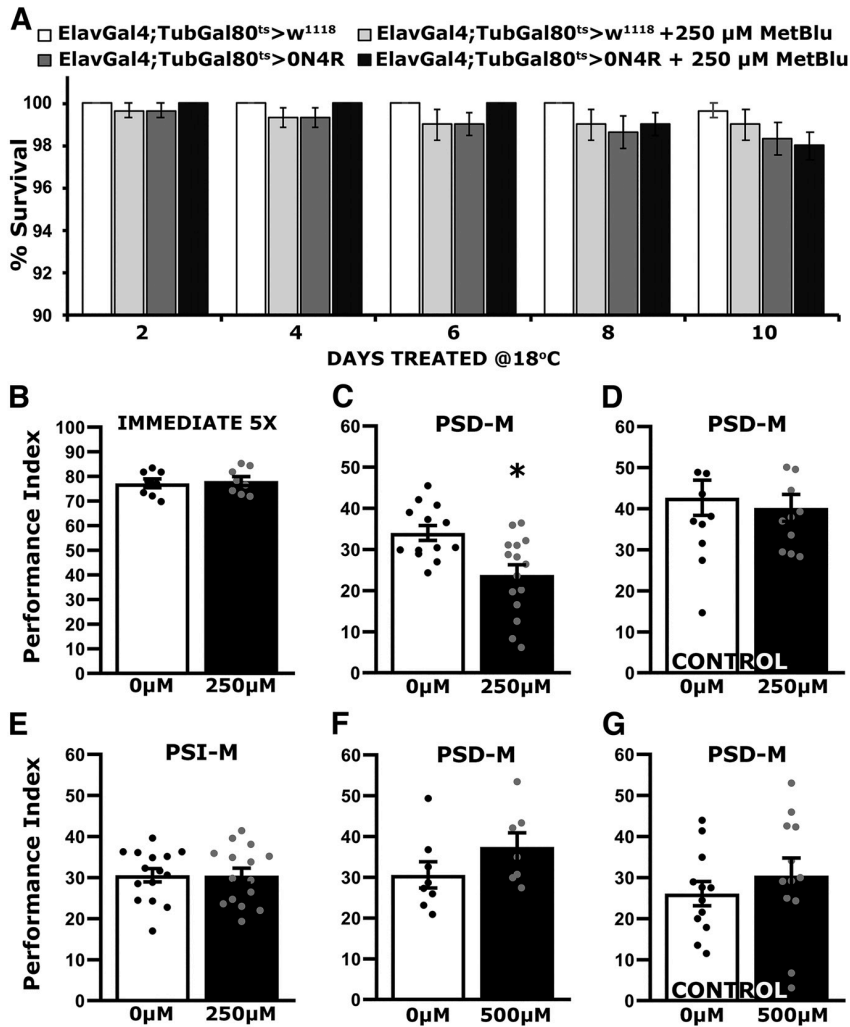 A
ElavGal4;TubGal80ᵗˢ>w¹¹¹⁸
ElavGal4;TubGal80ᵗˢ>w¹¹¹⁸ +250 µM MetBlu
ElavGal4;TubGal80ᵗˢ>0N4R
ElavGal4;TubGal80ᵗˢ>0N4R + 250 µM MetBlu
% Survival
100
98
96
94
92
90
2
4
6
8
10
DAYS TREATED @18ᵒC
B
IMMEDIATE 5X
Performance Index
100
90
80
70
60
50
40
30
20
10
0
0µM
250µM
C
PSD-M
*
60
50
40
30
20
10
0
0µM
250µM
D
PSD-M
60
50
40
30
20
10
0
CONTROL
0µM
250µM
E
PSI-M
Performance Index
60
50
40
30
20
10
0
0µM
250µM
F
PSD-M
60
50
40
30
20
10
0
0µM
500µM
G
PSD-M
60
50
40
30
20
10
0
CONTROL
0µM
500µM